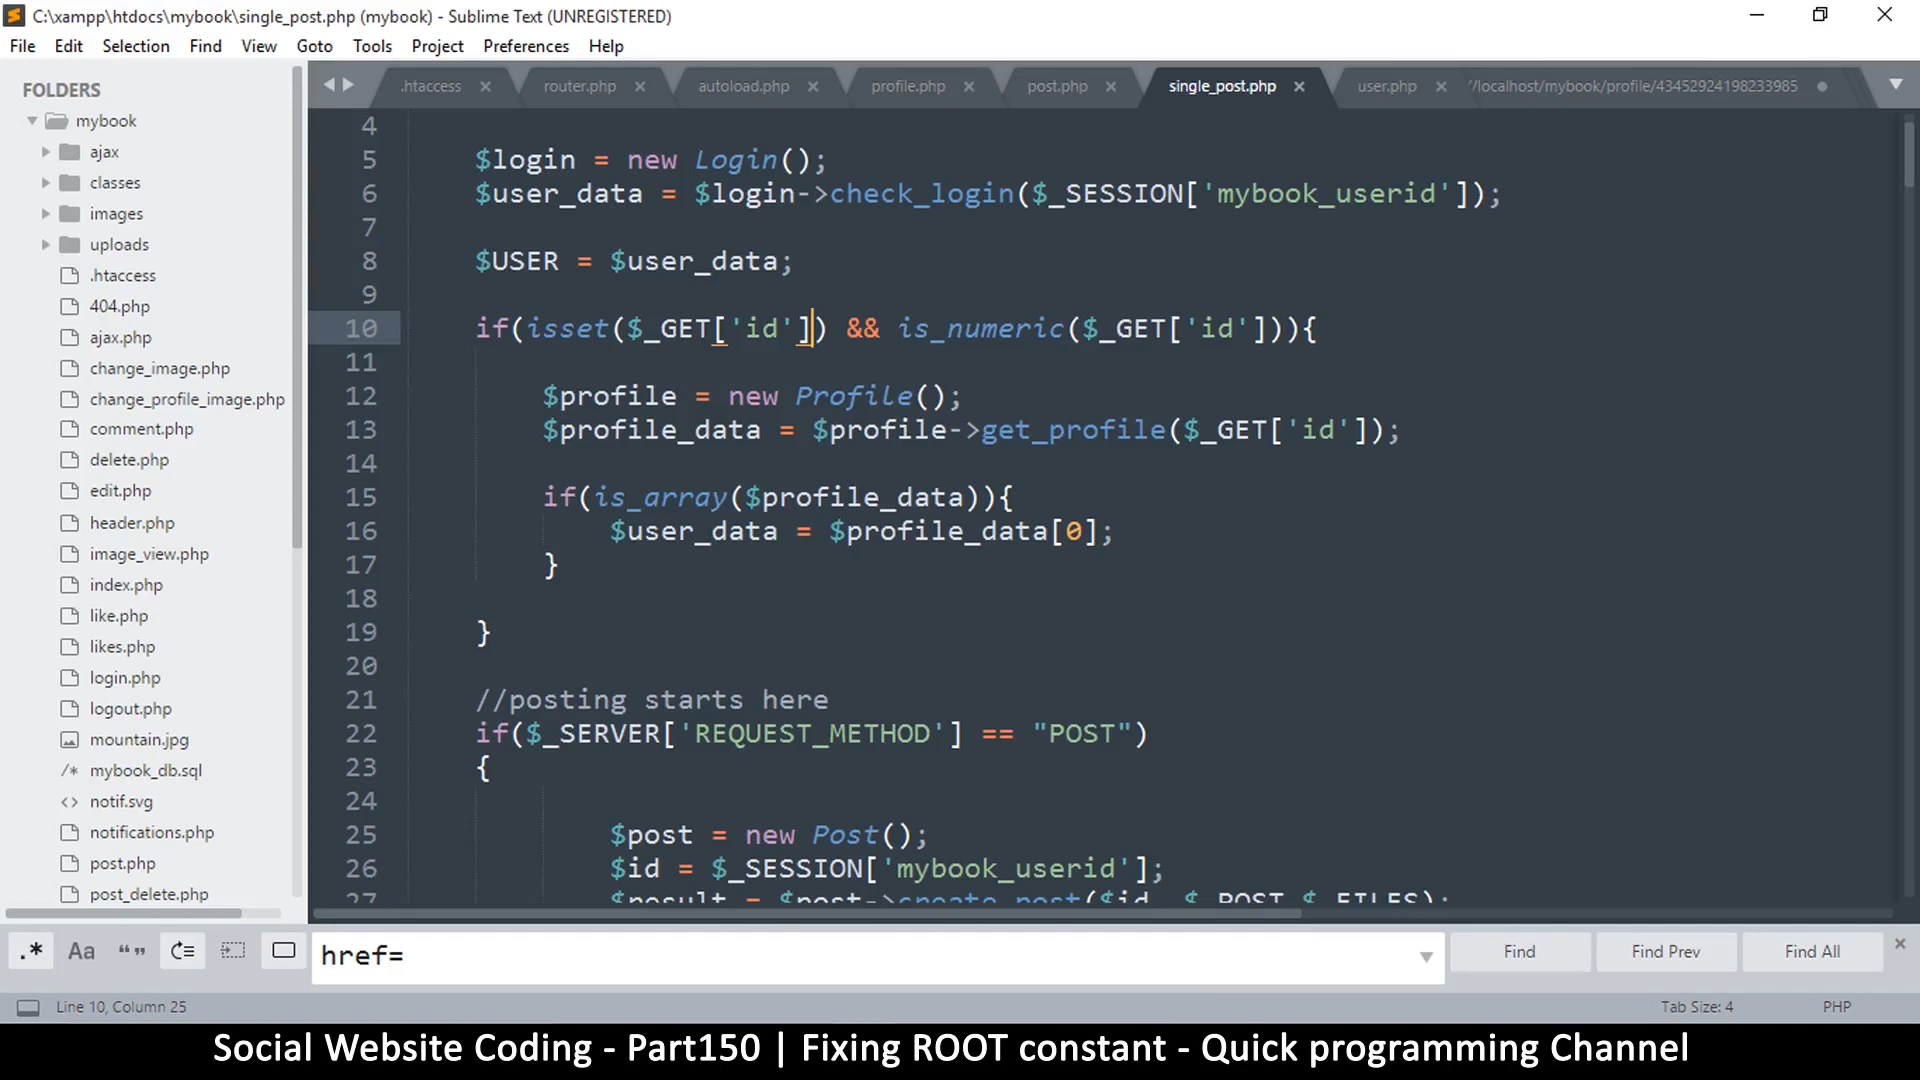 C:\xampp\htdocs\mybook\single_post.php (mybook) - Sublime Text (UNREGISTERED)
File Edit Selection Find View Goto Tools Project Preferences Help
FOLDERS
mybook
ajax
classes
images
uploads
.htaccess
404.php
ajax.php
change_image.php
change_profile_image.php
comment.php
delete.php
edit.php
header.php
image_view.php
index.php
like.php
likes.php
login.php
logout.php
mountain.jpg
/* mybook_db.sql
<> notif.svg
notifications.php
post.php
post_delete.php
.htaccess router.php autoload.php profile.php post.php single_post.php user.php '/localhost/mybook/profile/43452924198233985
4
5 $login = new Login();
6 $user_data = $login->check_login($_SESSION['mybook_userid']);
7
8 $USER = $user_data;
9
10 if(isset($_GET['id']) && is_numeric($_GET['id'])){
11
12 $profile = new Profile();
13 $profile_data = $profile->get_profile($_GET['id']);
14
15 if(is_array($profile_data)){
16 $user_data = $profile_data[0];
17 }
18
19 }
20
21 //posting starts here
22 if($_SERVER['REQUEST_METHOD'] == "POST")
23 {
24
25 $post = new Post();
26 $id = $_SESSION['mybook_userid'];
27 $result = $post->create_post($id, $_POST,$_FILES);
.* Aa “ ” href= Find Find Prev Find All
Line 10, Column 25 Tab Size: 4 PHP
Social Website Coding - Part150 | Fixing ROOT constant - Quick programming Channel